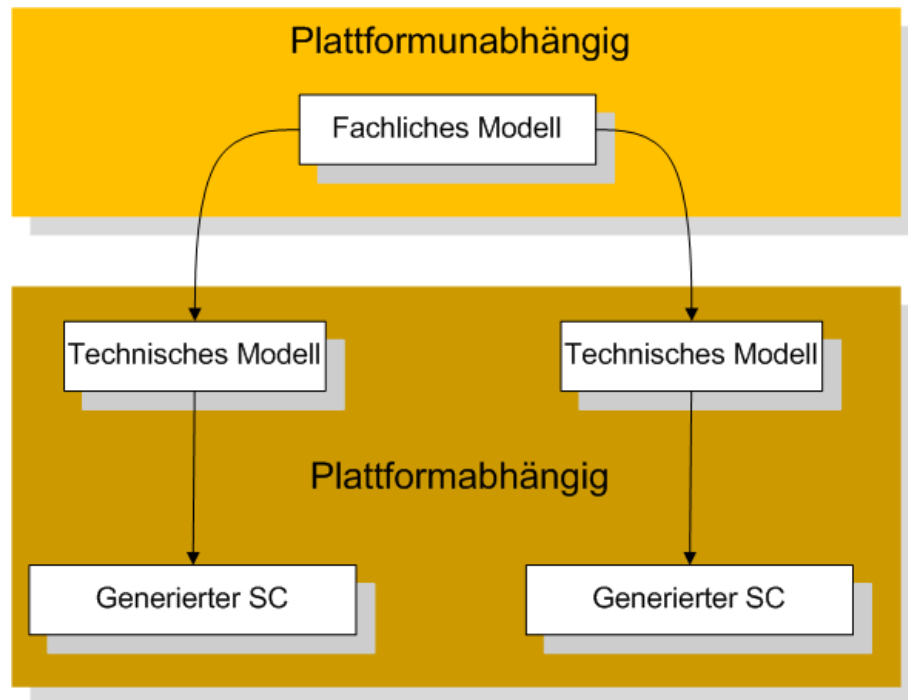 Plattformunabhängig
Fachliches Modell
Technisches Modell
Technisches Modell
Plattformabhängig
Generierter SC
Generierter SC